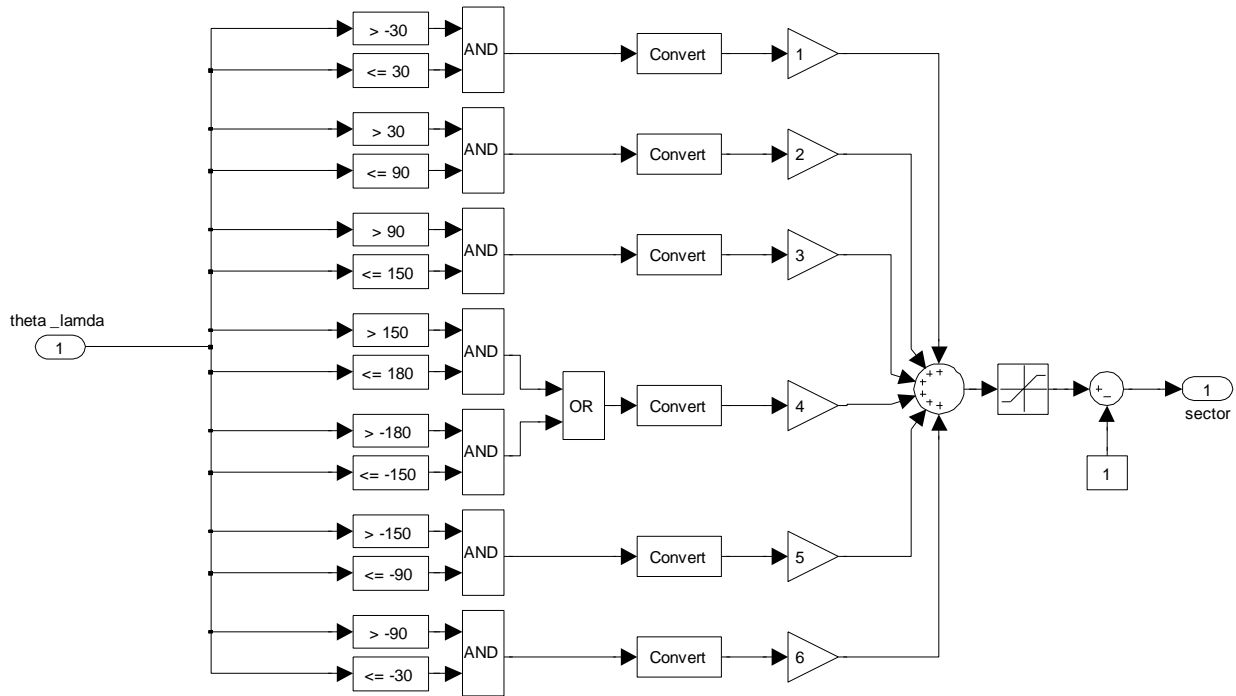 > -30
AND
<= 30
Convert
1
> 30
AND
<= 90
Convert
2
> 90
AND
<= 150
Convert
3
theta _lamda
1
> 150
AND
<= 180
OR
Convert
4
> -180
AND
<= -150
> -150
AND
<= -90
Convert
5
> -90
AND
<= -30
Convert
6
+
+
+
+
+
+
+
−
1
1
sector